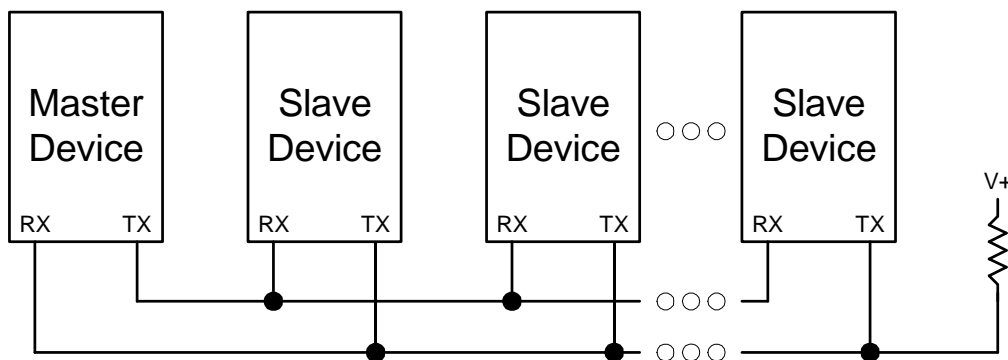 Master
Device
Slave
Device
Slave
Device
Slave
Device
V+
RX TX
RX TX
RX TX
RX TX